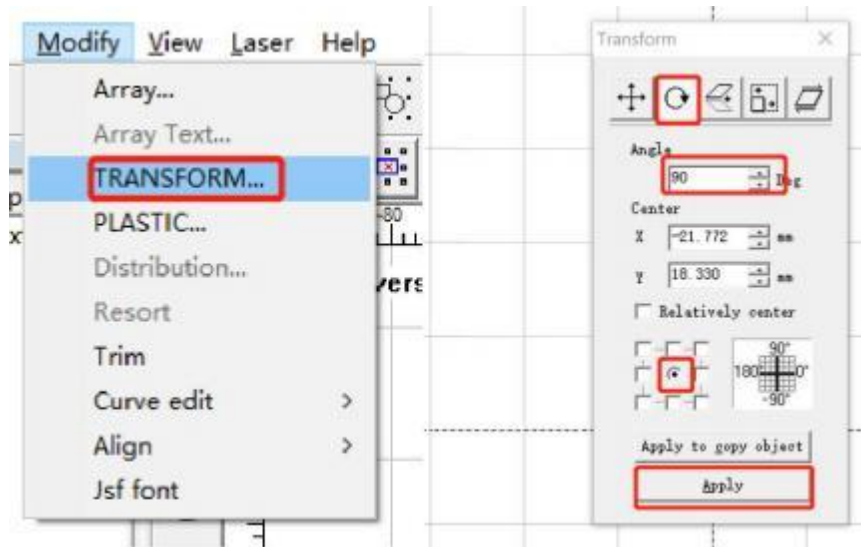 Modify View Laser Help
Array...
Array Text...
TRANSFORM...
PLASTIC...
Distribution...
Resort
Trim
Curve edit >
Align >
Jsf font
-80
vers
Transform
Angle
90 Deg
Center
X -21.772 mm
Y 18.330 mm
Relatively center
90°
180 0°
-90°
Apply to copy object
Apply